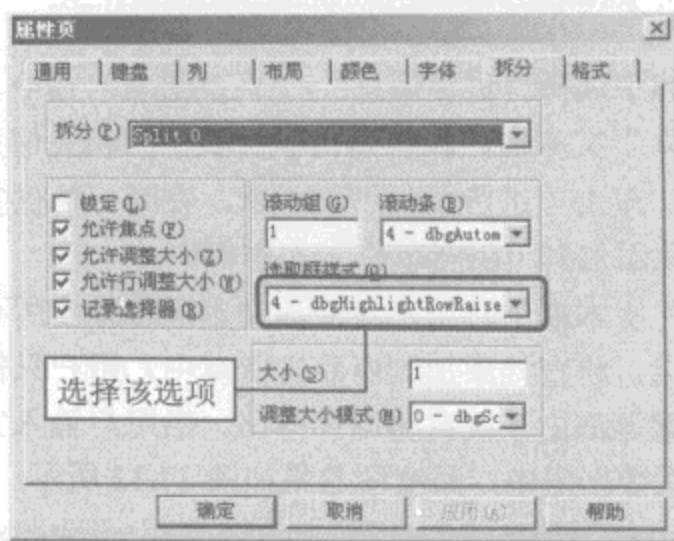 属性页
通用 键盘 列 布局 颜色 字体 拆分 格式
拆分(P) Split 0
锁定(L)
允许焦点(F)
允许调整大小(Z)
允许行调整大小(W)
记录选择器(R)
滚动组(G) 滚动条(B)
1 4 - dbgAutom
选取框样式(Q)
4 - dbgHighlightRowRaise
选择该选项
大小(S) 1
调整大小模式(M) 0 - dbgSc
确定 取消 应用(A) 帮助